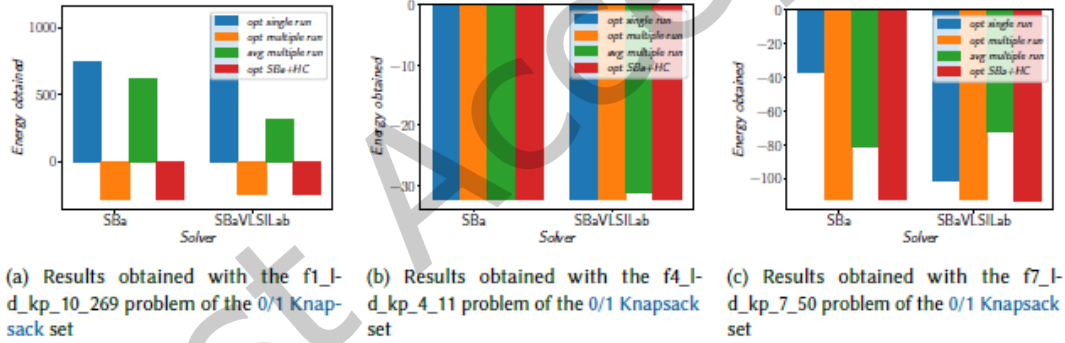 1000
500
0
Energy obtained
opt single run
opt multiple run
avg multiple run
opt SBa+HC
SBa
SBaVLSILab
Solver
0
−10
−20
−30
Energy obtained
opt single run
opt multiple run
avg multiple run
opt SBa+HC
SBa
SBaVLSILab
Solver
0
−20
−40
−60
−80
−100
Energy obtained
opt single run
opt multiple run
avg multiple run
opt SBa+HC
SBa
SBaVLSILab
Solver
(a) Results obtained with the f1_l-
d_kp_10_269 problem of the 0/1 Knap-
sack set
(b) Results obtained with the f4_l-
d_kp_4_11 problem of the 0/1 Knapsack
set
(c) Results obtained with the f7_l-
d_kp_7_50 problem of the 0/1 Knapsack
set